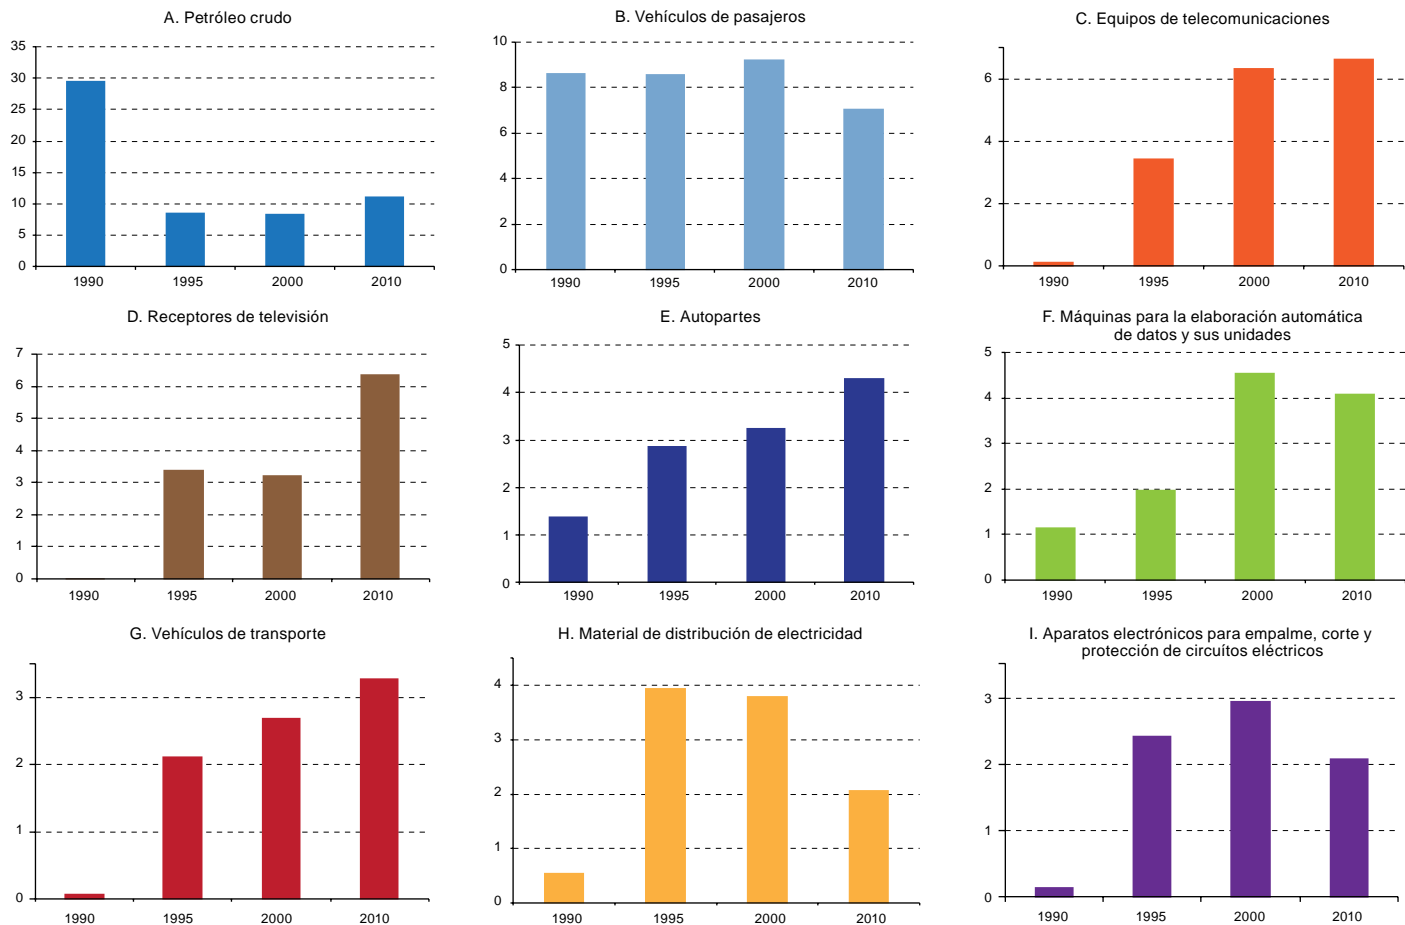 A. Petróleo crudo
35
30
25
20
15
10
5
0
1990 1995 2000 2010
B. Vehículos de pasajeros
10
8
6
4
2
0
1990 1995 2000 2010
C. Equipos de telecomunicaciones
6
4
2
0
1990 1995 2000 2010
D. Receptores de televisión
7
6
5
4
3
2
1
0
1990 1995 2000 2010
E. Autopartes
5
4
3
2
1
0
1990 1995 2000 2010
F. Máquinas para la elaboración automática
de datos y sus unidades
5
4
3
2
1
0
1990 1995 2000 2010
G. Vehículos de transporte
3
2
1
0
1990 1995 2000 2010
H. Material de distribución de electricidad
4
3
2
1
0
1990 1995 2000 2010
I. Aparatos electrónicos para empalme, corte y
protección de circuítos eléctricos
3
2
1
0
1990 1995 2000 2010